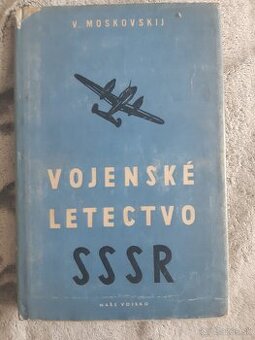 V. MOSKOVSKIJ
VOJENSKÉ
LETECTVO
SSSR
NAŠE VOJSKO